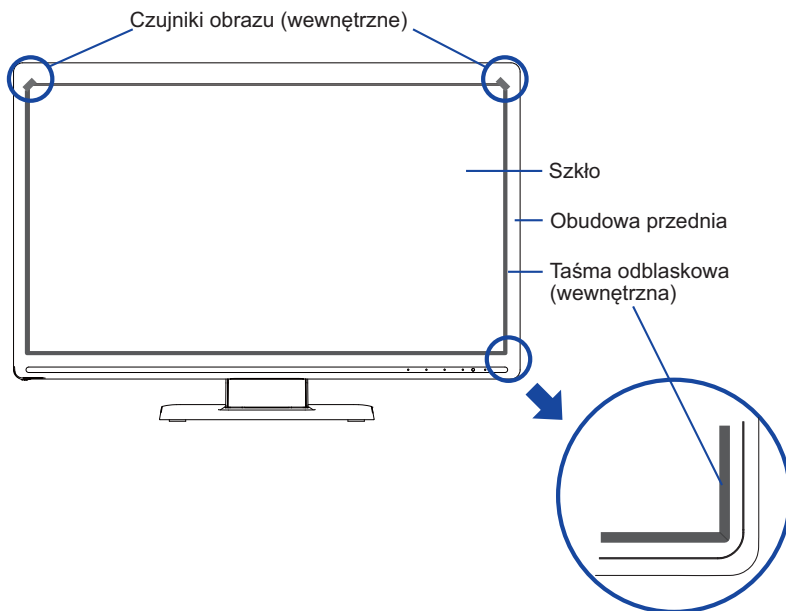 Czujniki obrazu (wewnętrzne)
Szkło
Obudowa przednia
Taśma odblaskowa
(wewnętrzna)